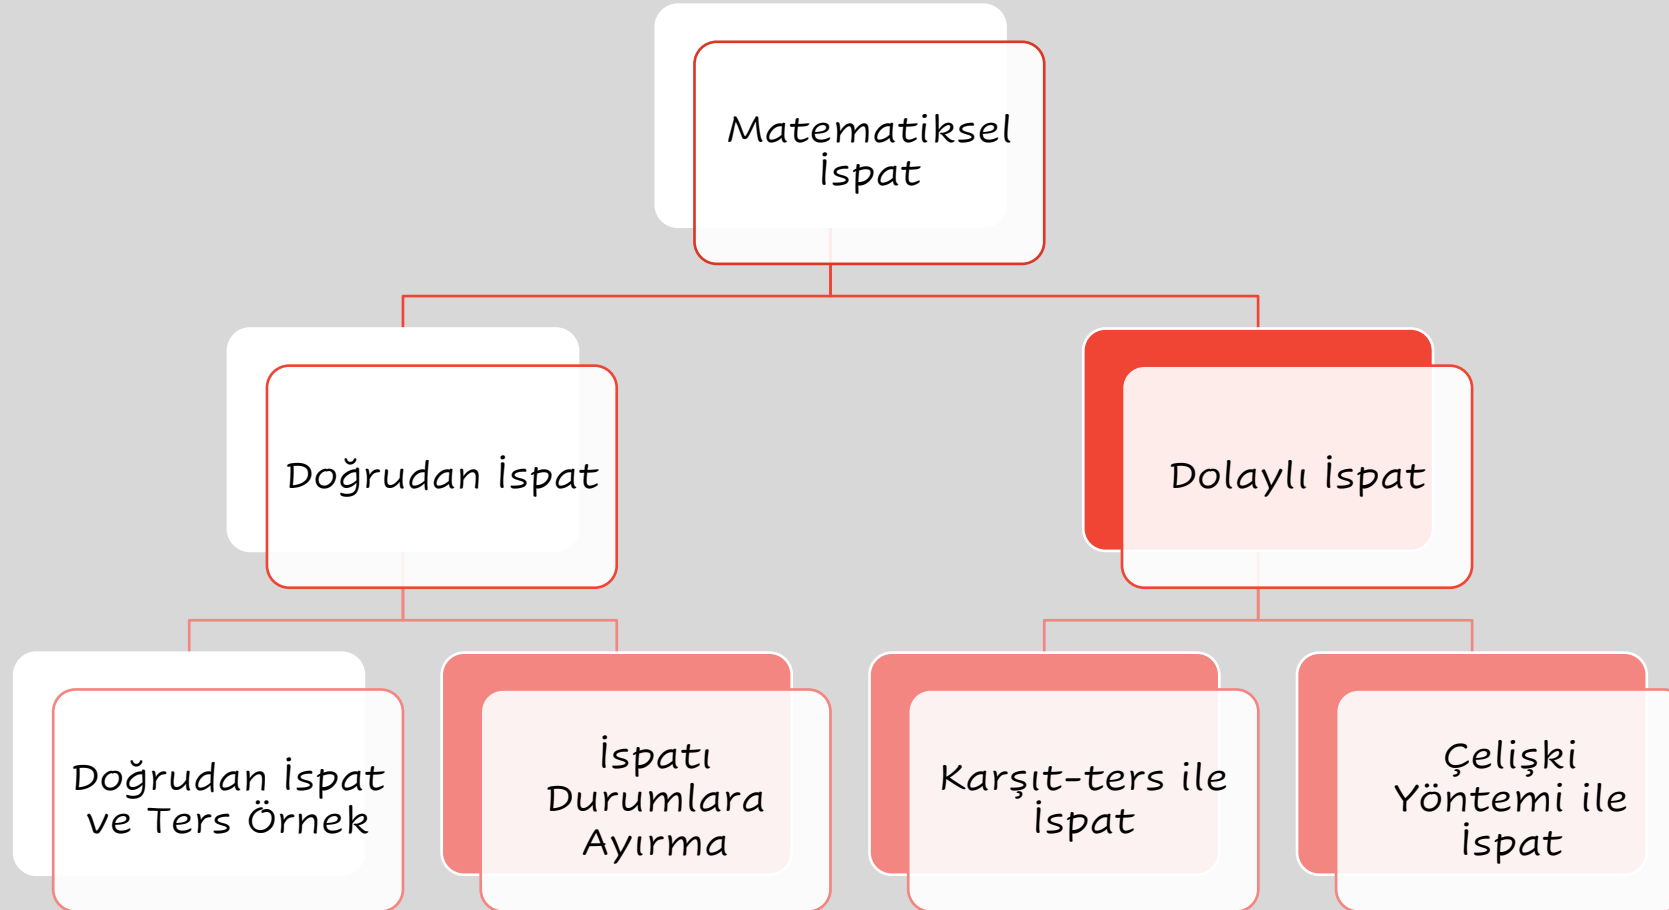 Matematiksel
İspat
Doğrudan İspat
Dolaylı İspat
Doğrudan İspat
ve Ters Örnek
İspatı
Durumlara
Ayırma
Karşıt-ters ile
İspat
Çelişki
Yöntemi ile
İspat